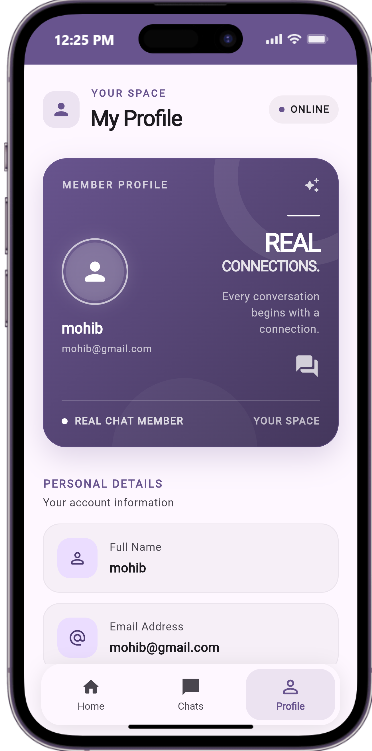 12:25 PM
YOUR SPACE
My Profile
ONLINE
MEMBER PROFILE
REAL
CONNECTIONS.
Every conversation
begins with a
connection.
mohib
mohib@gmail.com
REAL CHAT MEMBER
YOUR SPACE
PERSONAL DETAILS
Your account information
Full Name
mohib
Email Address
mohib@gmail.com
Home
Chats
Profile